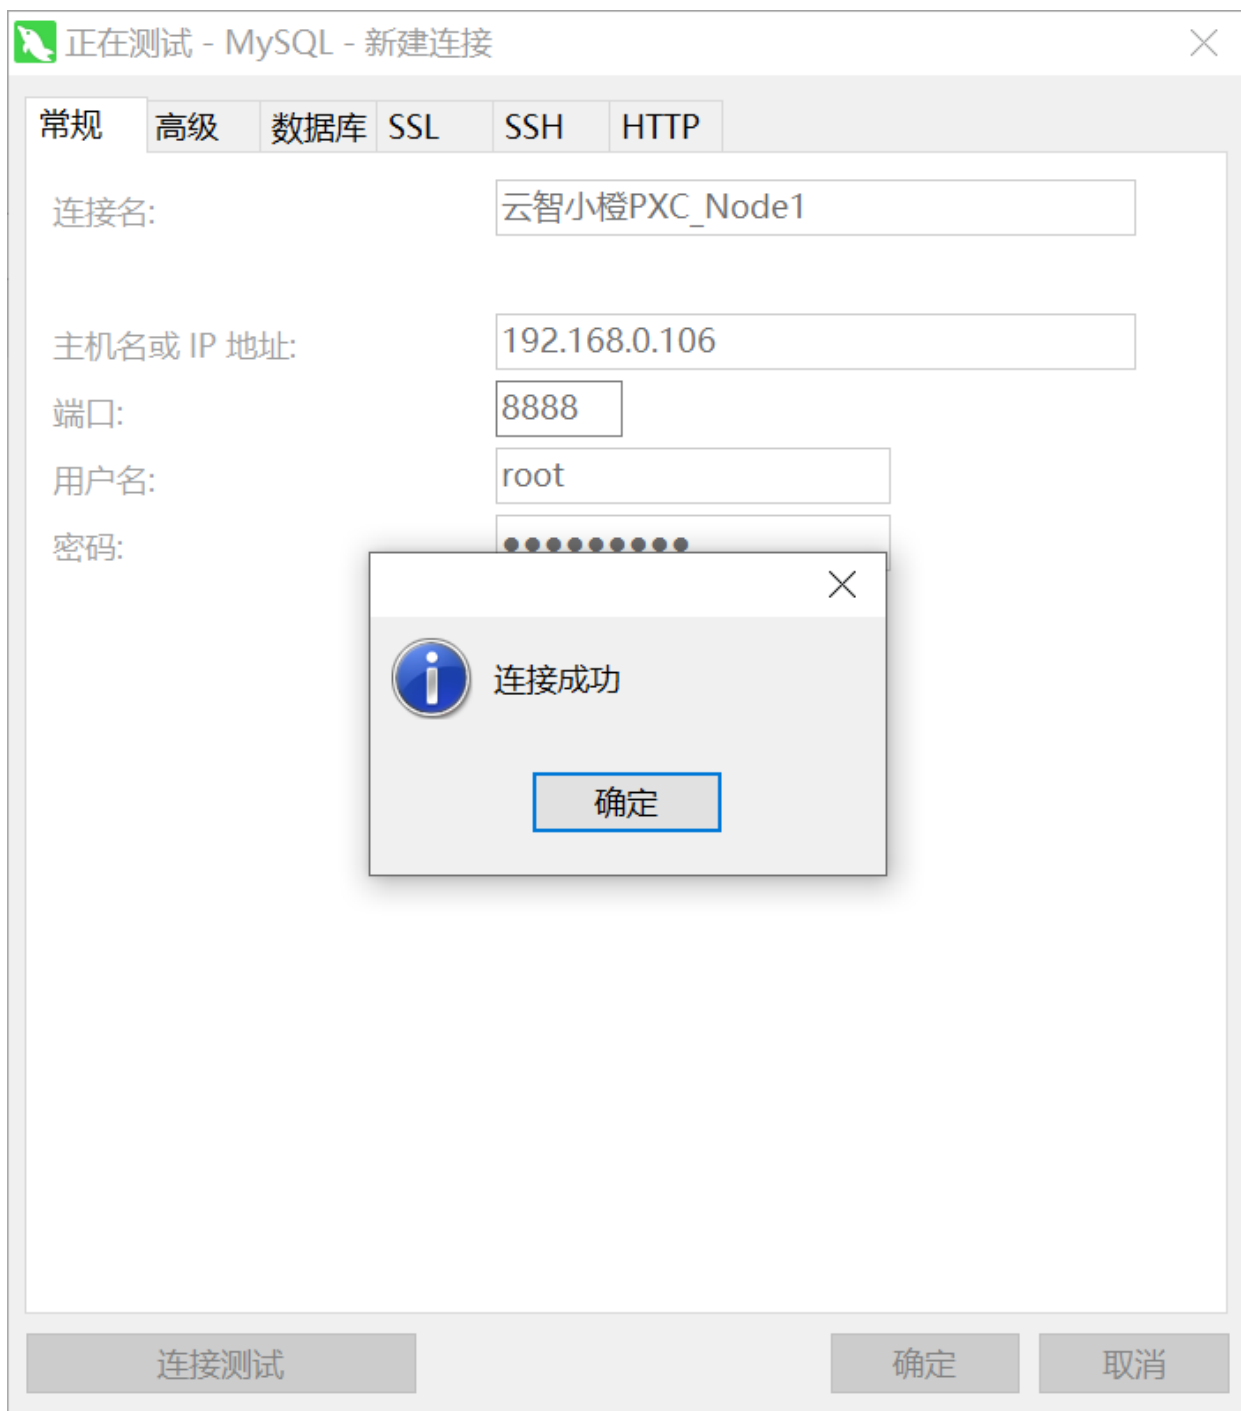 正在测试 - MySQL - 新建连接
常规 高级 数据库 SSL SSH HTTP
连接名: 云智小橙PXC_Node1
主机名或 IP 地址: 192.168.0.106
端口: 8888
用户名: root
密码: ●●●●●●●●●
连接成功
确定
连接测试 确定 取消